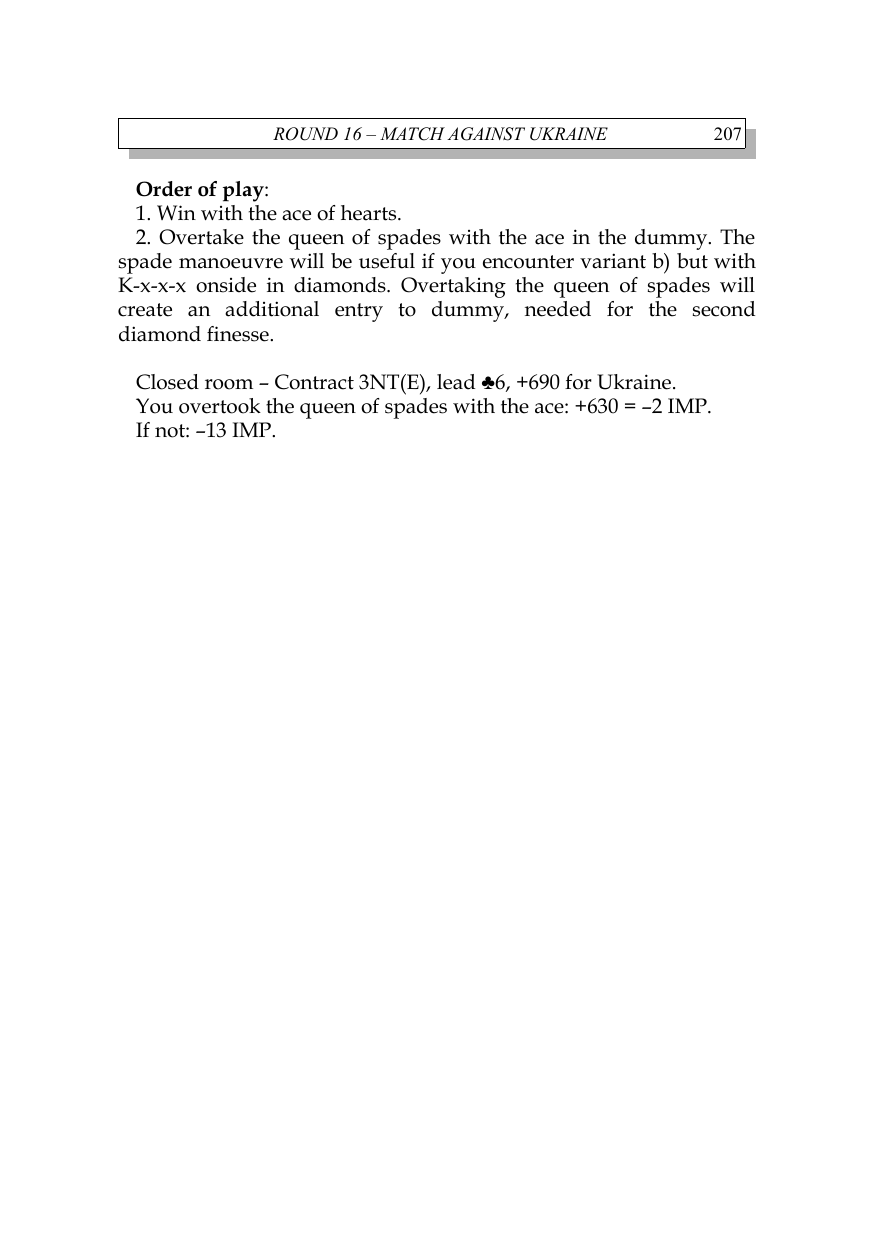 ROUND 16 – MATCH AGAINST UKRAINE 207
Order of play:
1. Win with the ace of hearts.
2. Overtake the queen of spades with the ace in the dummy. The
spade manoeuvre will be useful if you encounter variant b) but with
K-x-x-x onside in diamonds. Overtaking the queen of spades will
create an additional entry to dummy, needed for the second
diamond finesse.
Closed room – Contract 3NT(E), lead ♣6, +690 for Ukraine.
You overtook the queen of spades with the ace: +630 = –2 IMP.
If not: –13 IMP.